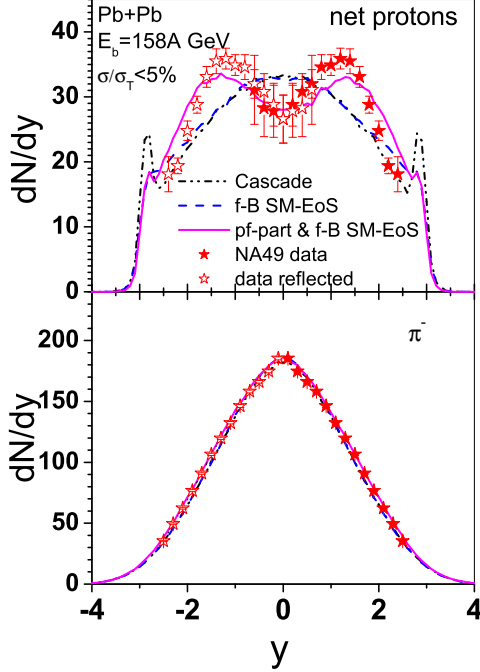 Pb+Pb
net protons
E_b=158A GeV
σ/σ_T<5%
40
30
20
10
0
dN/dy
Cascade
f-B SM-EoS
pf-part & f-B SM-EoS
NA49 data
data reflected
π⁻
200
150
100
50
0
dN/dy
-4 -2 0 2 4
y